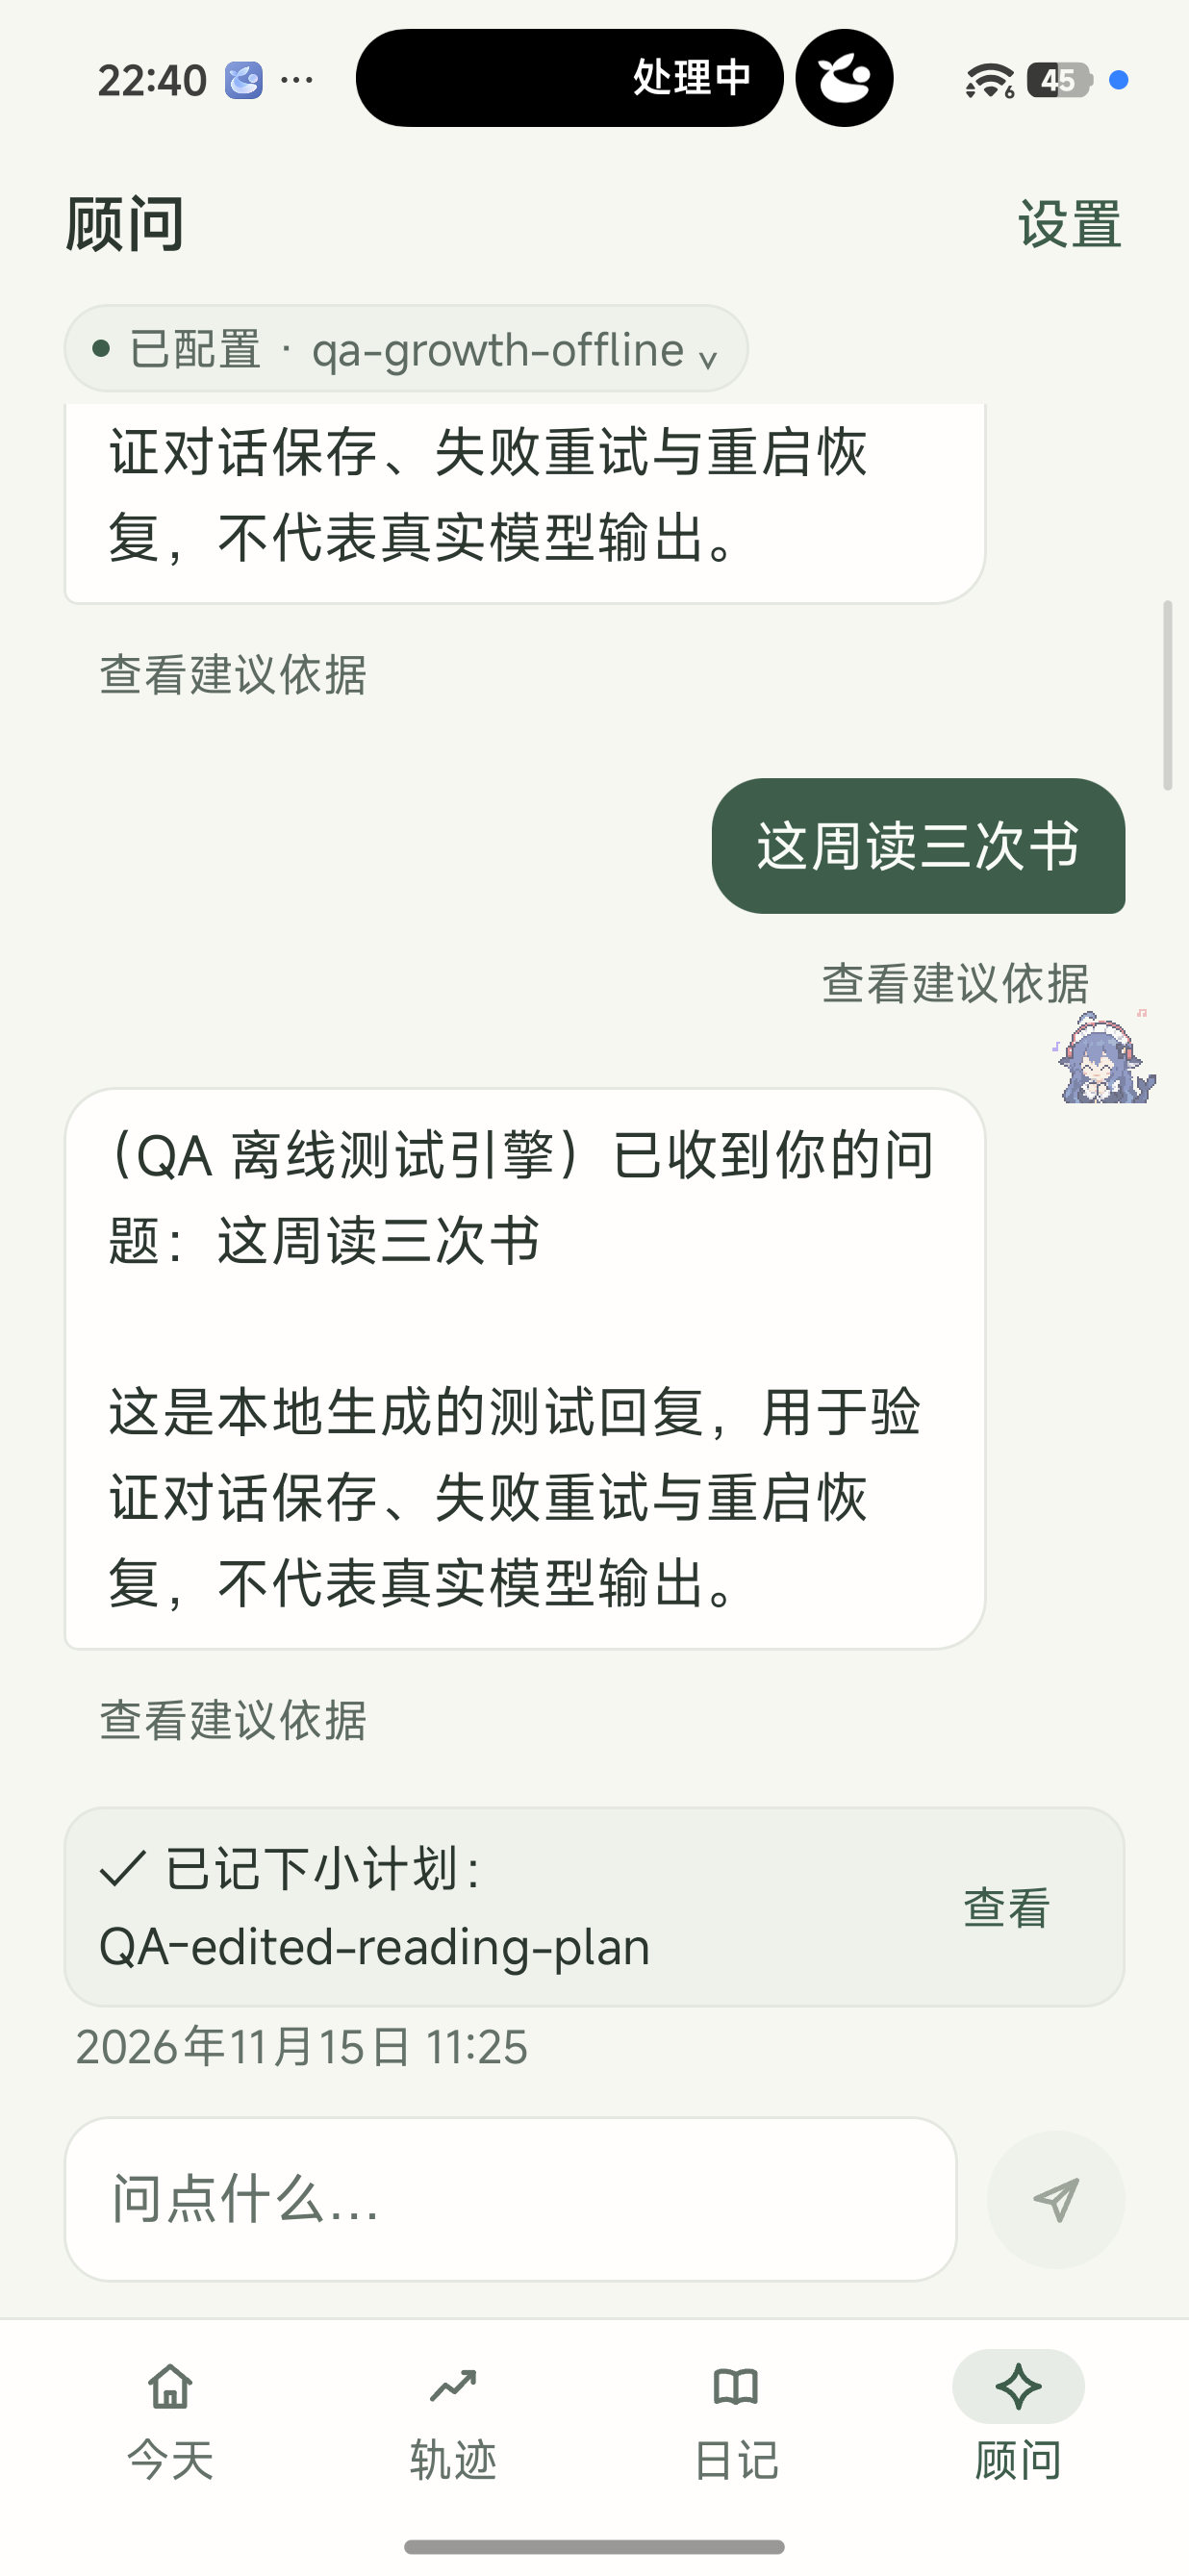 22:40
处理中
6
45
顾问
设置
已配置 · qa-growth-offline
证对话保存、失败重试与重启恢
复，不代表真实模型输出。
查看建议依据
这周读三次书
查看建议依据
（QA 离线测试引擎）已收到你的问
题：这周读三次书
这是本地生成的测试回复，用于验
证对话保存、失败重试与重启恢
复，不代表真实模型输出。
查看建议依据
✓ 已记下小计划：
QA-edited-reading-plan
查看
2026年11月15日 11:25
问点什么...
今天
轨迹
日记
顾问